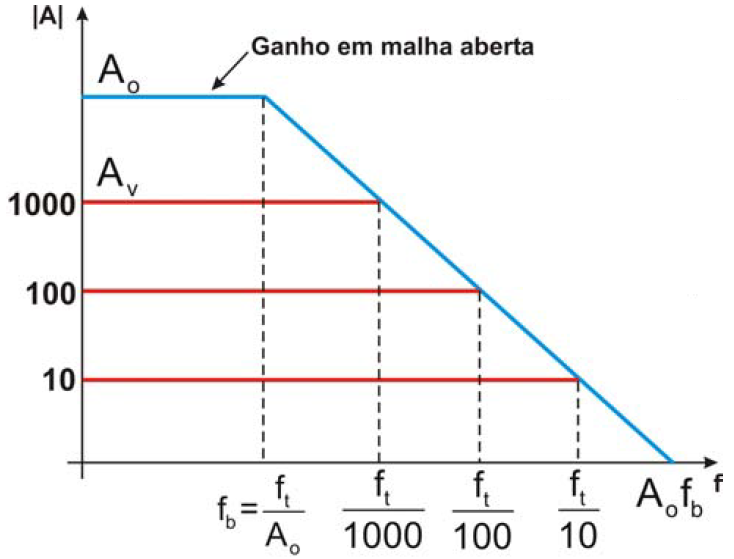 |A|
Ganho em malha aberta
Ao
Av
1000
100
10
fb = ft/Ao
ft/1000
ft/100
ft/10
Aofb
f